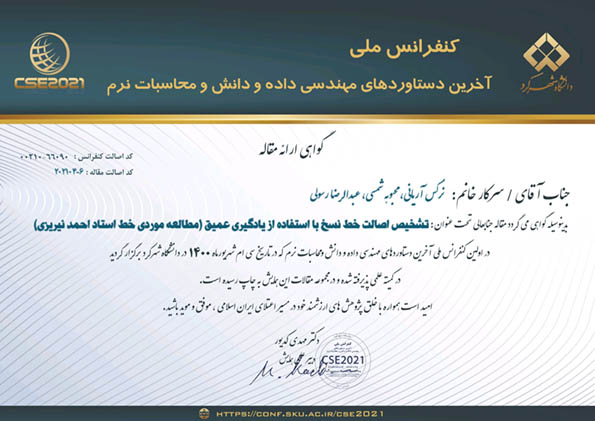 کنفرانس ملی
آخرین دستاوردهای مهندسی داده و دانش و محاسبات نرم
CSE2021
دانشگاه شهرکرد
گواهی ارائه مقاله
کد اصالت کنفرانس : ۰۰۲۱۰-۶۶۰۹۰
کد اصالت مقاله : ۲۰۲۱۰۳۰۶
جناب آقای / سرکار خانم: نرگس آریانی، محبوبه شمسی، عبدالرضا رسولی
بدینوسیله گواهی می گردد مقاله جنابعالی تحت عنوان: تشخیص اصالت خط نسخ با استفاده از یادگیری عمیق (مطالعه موردی خط استاد احمد نیریزی)
در اولین کنفرانس ملی آخرین دستاوردهای مهندسی داده و دانش و محاسبات نرم که در تاریخ سی ام شهریورماه ۱۴۰۰ در دانشگاه شهرکرد برگزار گردید
در کمیته علمی پذیرفته شده و در مجموعه مقالات این همایش به چاپ رسیده است.
امید است همواره با خلق پژوهش های ارزشمند خود در مسیر اعتلای ایران اسلامی ، موفق و موید باشید.
دکتر مهدی کدیور
دبیر علمی همایش
CSE2021
HTTPS://CONF.SKU.AC.IR/CSE2021